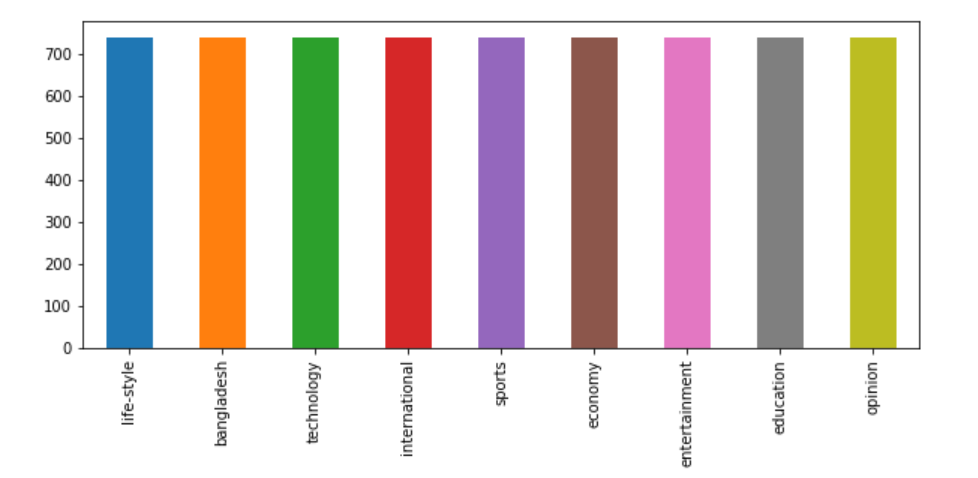 700
600
500
400
300
200
100
0
life-style
bangladesh
technology
international
sports
economy
entertainment
education
opinion